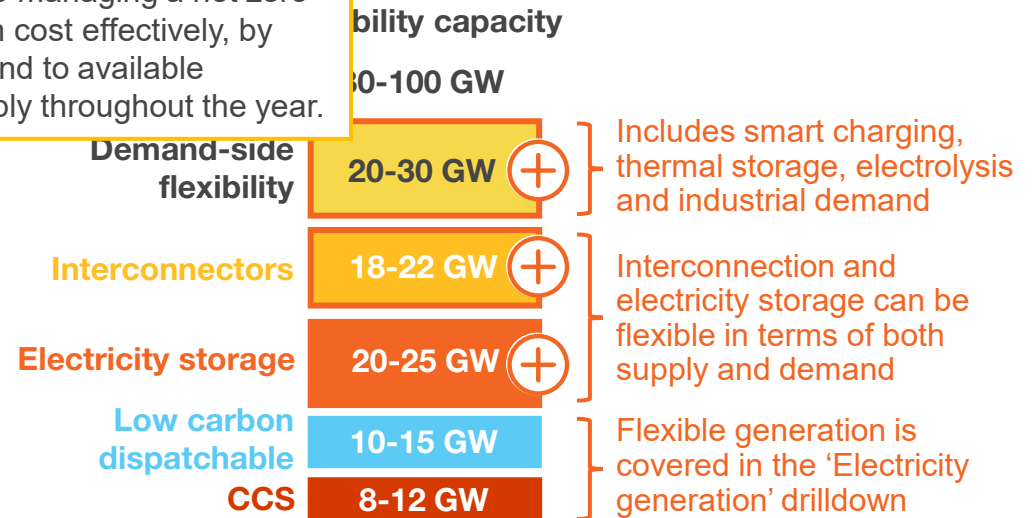 cost effectively, by
to available
throughout the year.
capacity
0-100 GW
Demand-side
flexibility
20-30 GW
Includes smart charging,
thermal storage, electrolysis
and industrial demand
Interconnectors
18-22 GW
Interconnection and
electricity storage can be
flexible in terms of both
supply and demand
Electricity storage
20-25 GW
Low carbon
dispatchable
10-15 GW
Flexible generation is
covered in the ‘Electricity
generation’ drilldown
CCS
8-12 GW